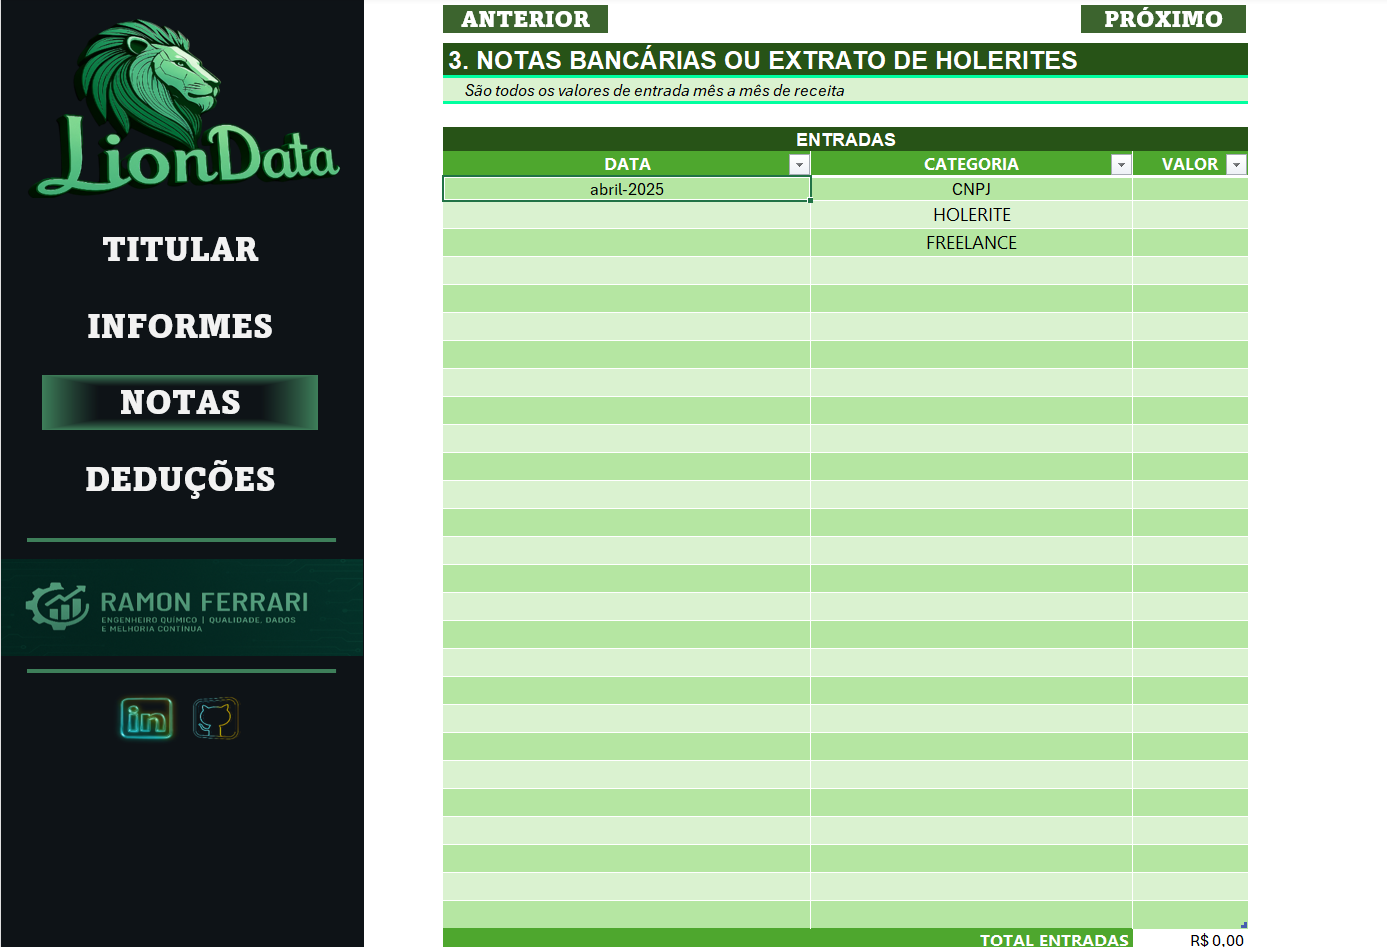 LionData
TITULAR
INFORMES
NOTAS
DEDUÇÕES
RAMON FERRARI
ENGENHEIRO QUÍMICO | QUALIDADE, DADOS
E MELHORIA CONTÍNUA
in
ANTERIOR PRÓXIMO
3. NOTAS BANCÁRIAS OU EXTRATO DE HOLERITES
São todos os valores de entrada mês a mês de receita
ENTRADAS
DATA CATEGORIA VALOR
abril-2025 CNPJ
HOLERITE
FREELANCE
TOTAL ENTRADAS R$ 0,00